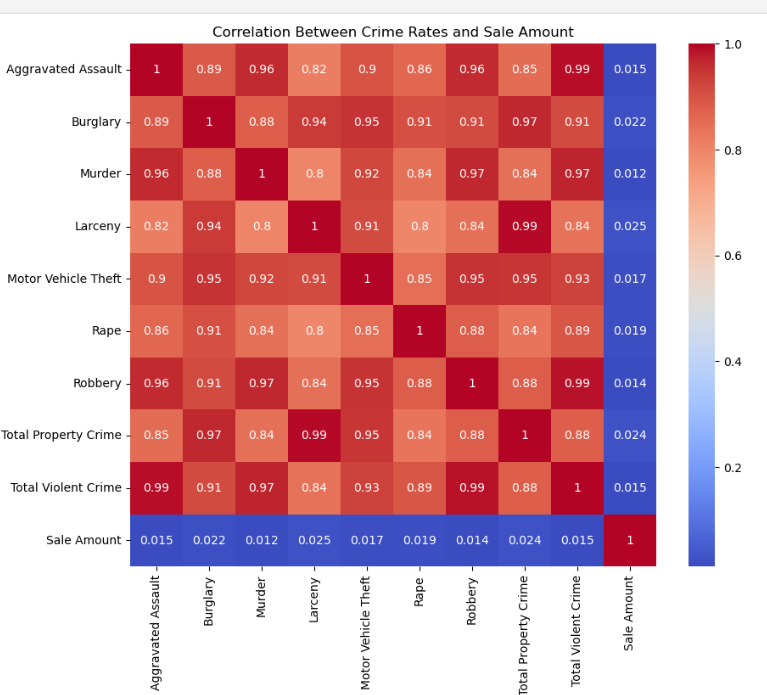 Correlation Between Crime Rates and Sale Amount
Aggravated Assault 1 0.89 0.96 0.82 0.9 0.86 0.96 0.85 0.99 0.015
Burglary 0.89 1 0.88 0.94 0.95 0.91 0.91 0.97 0.91 0.022
Murder 0.96 0.88 1 0.8 0.92 0.84 0.97 0.84 0.97 0.012
Larceny 0.82 0.94 0.8 1 0.91 0.8 0.84 0.99 0.84 0.025
Motor Vehicle Theft 0.9 0.95 0.92 0.91 1 0.85 0.95 0.95 0.93 0.017
Rape 0.86 0.91 0.84 0.8 0.85 1 0.88 0.84 0.89 0.019
Robbery 0.96 0.91 0.97 0.84 0.95 0.88 1 0.88 0.99 0.014
Total Property Crime 0.85 0.97 0.84 0.99 0.95 0.84 0.88 1 0.88 0.024
Total Violent Crime 0.99 0.91 0.97 0.84 0.93 0.89 0.99 0.88 1 0.015
Sale Amount 0.015 0.022 0.012 0.025 0.017 0.019 0.014 0.024 0.015 1
Aggravated Assault
Burglary
Murder
Larceny
Motor Vehicle Theft
Rape
Robbery
Total Property Crime
Total Violent Crime
Sale Amount
1.0
0.8
0.6
0.4
0.2